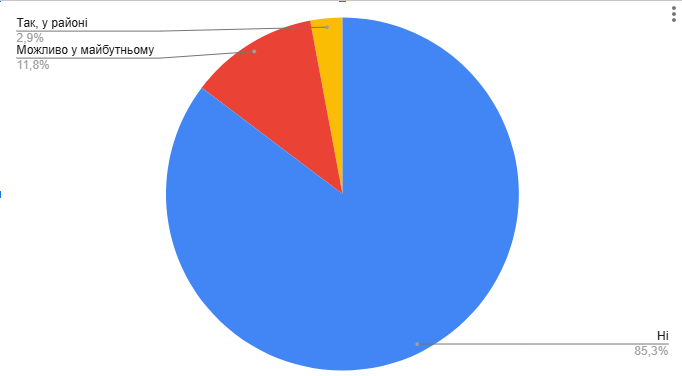 Так, у районі
2,9%
Можливо у майбутньому
11,8%
Ні
85,3%